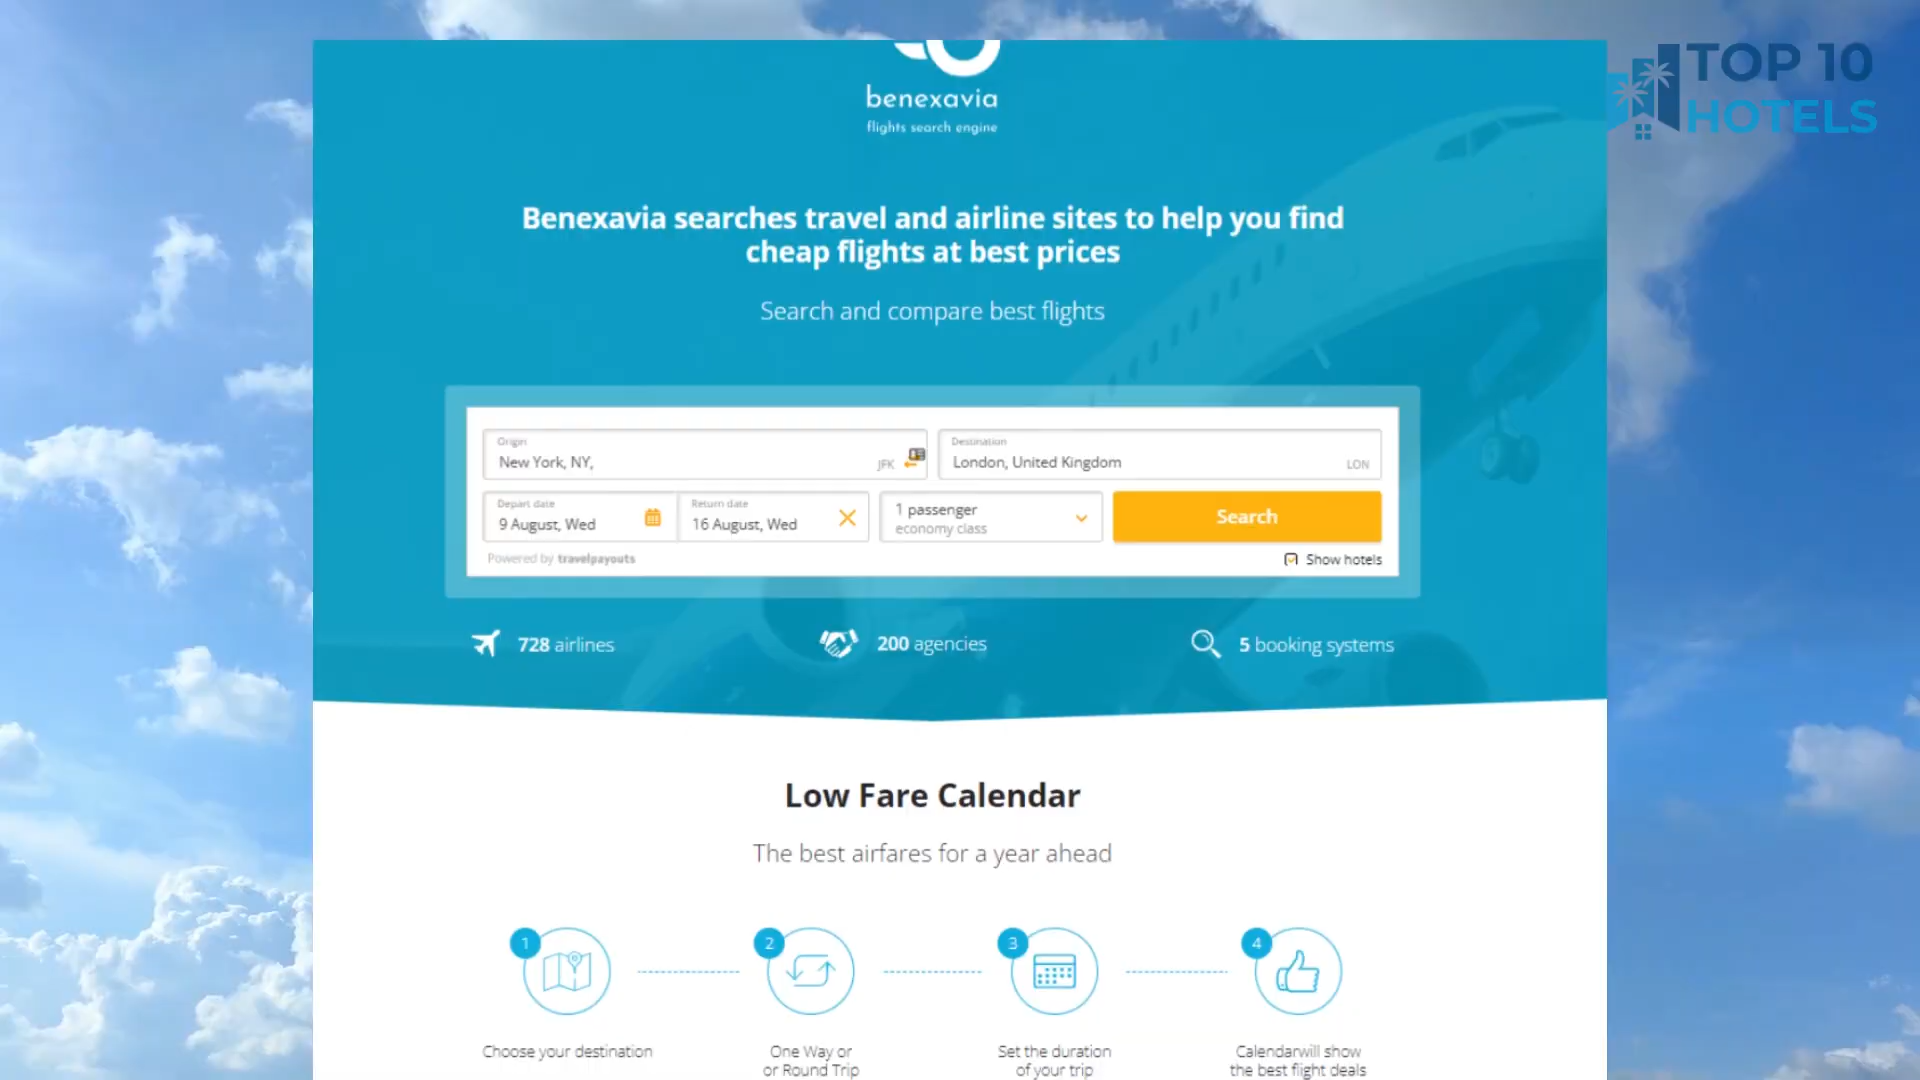 TOP 10
HOTELS
benexavia
flights search engine
Benexavia searches travel and airline sites to help you find
cheap flights at best prices
Search and compare best flights
Origin
New York, NY,
JFK
Destination
London, United Kingdom
LON
Depart date
9 August, Wed
Return date
16 August, Wed
1 passenger
economy class
Search
Powered by travelpayouts
Show hotels
728 airlines
200 agencies
5 booking systems
Low Fare Calendar
The best airfares for a year ahead
1
Choose your destination
2
One Way or
or Round Trip
3
Set the duration
of your trip
4
Calendarwill show
the best flight deals